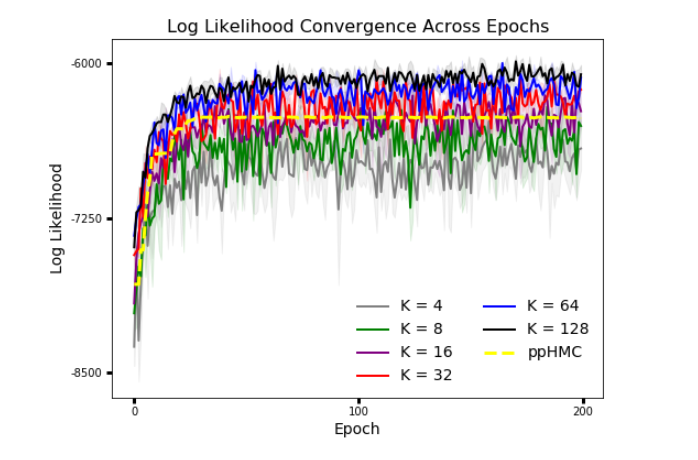 Log Likelihood Convergence Across Epochs
-6000
-7250
-8500
Log Likelihood
K = 4
K = 8
K = 16
K = 32
K = 64
K = 128
ppHMC
0
100
200
Epoch